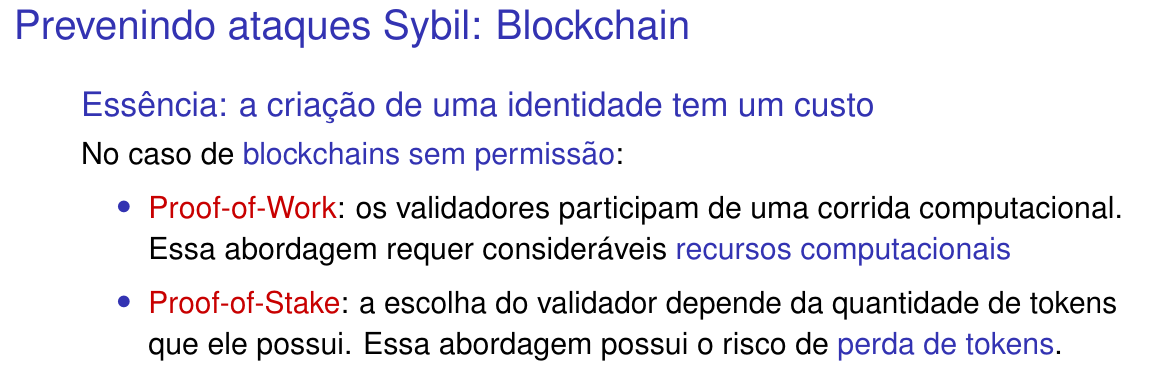 Prevenindo ataques Sybil: Blockchain
Essência: a criação de uma identidade tem um custo
No caso de blockchains sem permissão:
• Proof-of-Work: os validadores participam de uma corrida computacional.
Essa abordagem requer consideráveis recursos computacionais
• Proof-of-Stake: a escolha do validador depende da quantidade de tokens
que ele possui. Essa abordagem possui o risco de perda de tokens.